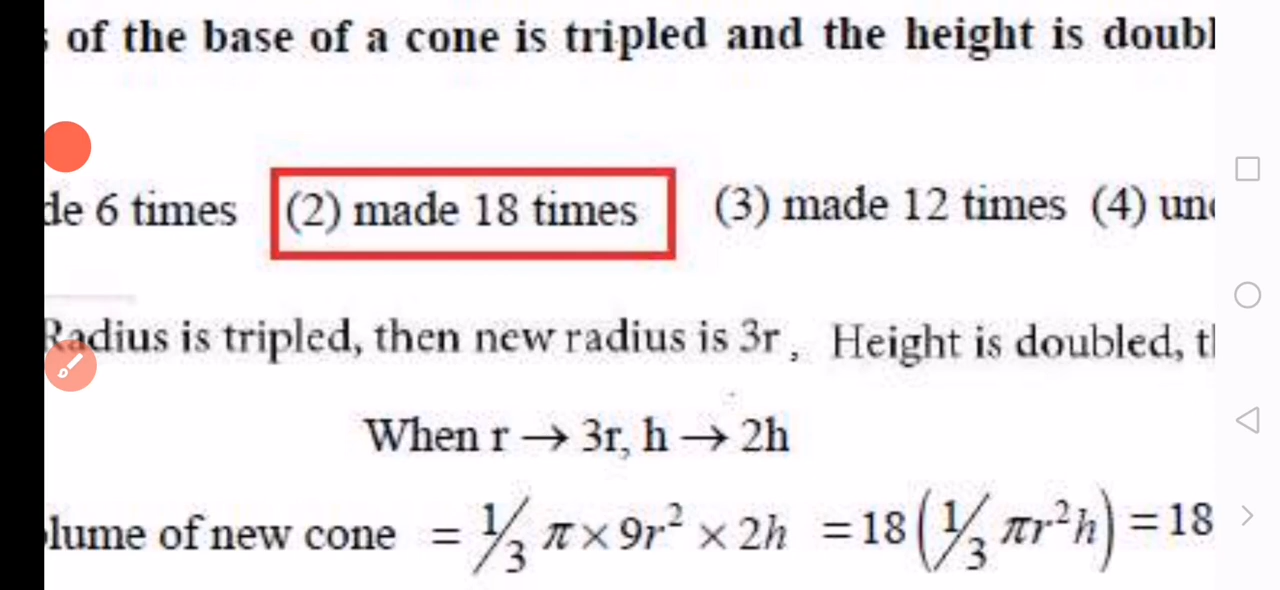 of the base of a cone is tripled and the height is doubl
de 6 times (2) made 18 times (3) made 12 times (4) un
Radius is tripled, then new radius is 3r, Height is doubled, t
When r → 3r, h → 2h
lume of new cone = 1/3 π × 9r² × 2h = 18 (1/3 πr²h) = 18